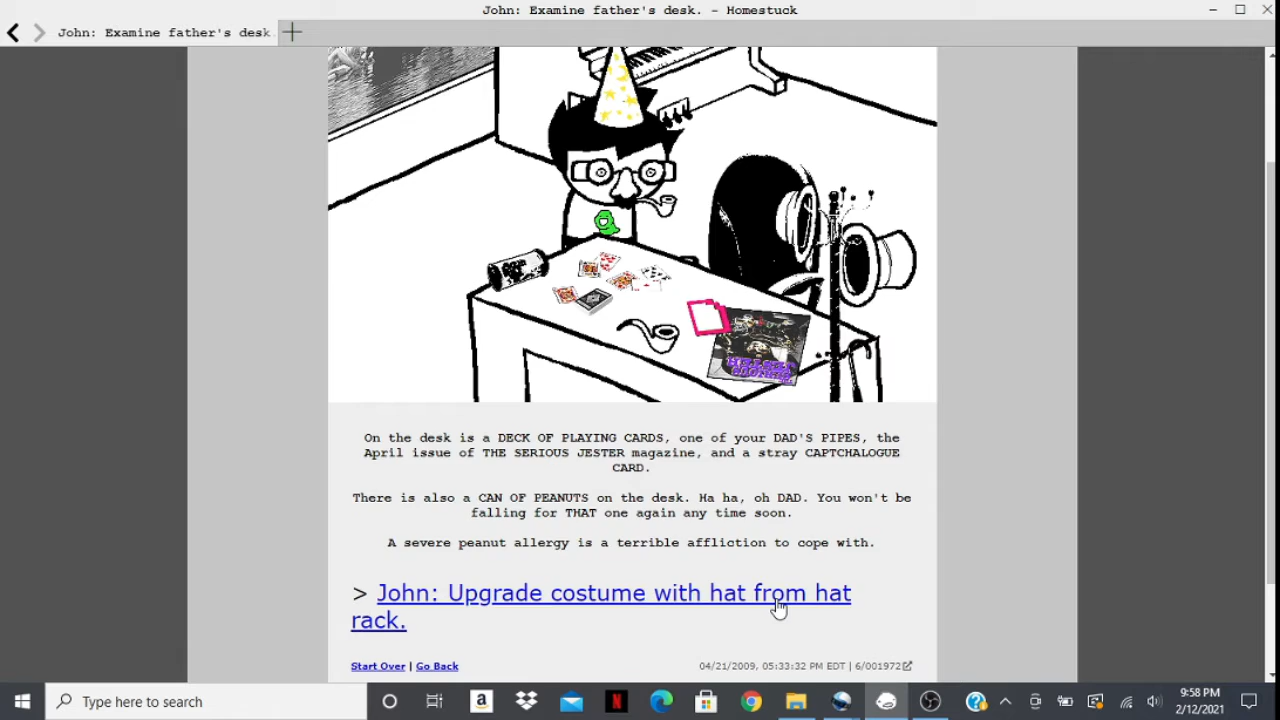 John: Examine father's desk. - Homestuck
John: Examine father's desk.
On the desk is a DECK OF PLAYING CARDS, one of your DAD'S PIPES, the
April issue of THE SERIOUS JESTER magazine, and a stray CAPTCHALOGUE
CARD.
There is also a CAN OF PEANUTS on the desk. Ha ha, oh DAD. You won't be
falling for THAT one again any time soon.
A severe peanut allergy is a terrible affliction to cope with.
> John: Upgrade costume with hat from hat
rack.
Start Over | Go Back
04/21/2009, 05:33:32 PM EDT | 6/001972
Type here to search
9:58 PM
2/12/2021